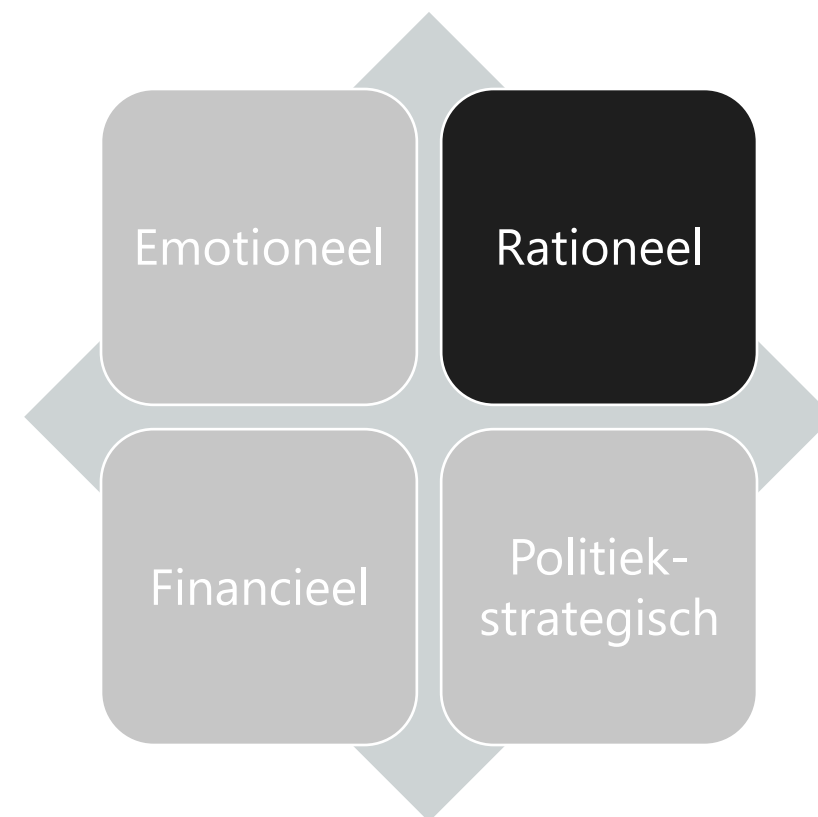 Emotioneel
Rationeel
Financieel
Politiek-
strategisch